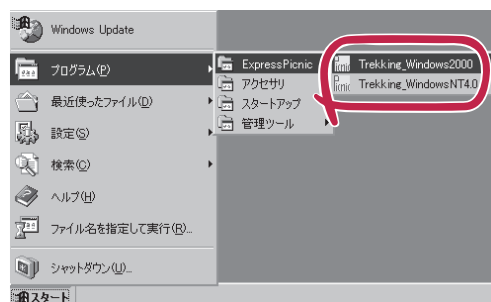 Windows Update
プログラム(P)
最近使ったファイル(D)
設定(S)
検索(C)
ヘルプ(H)
ファイル名を指定して実行(R)...
シャットダウン(U)...
スタート
ExpressPicnic
アクセサリ
スタートアップ
管理ツール
Trekking_Windows2000
Trekking_WindowsNT4.0